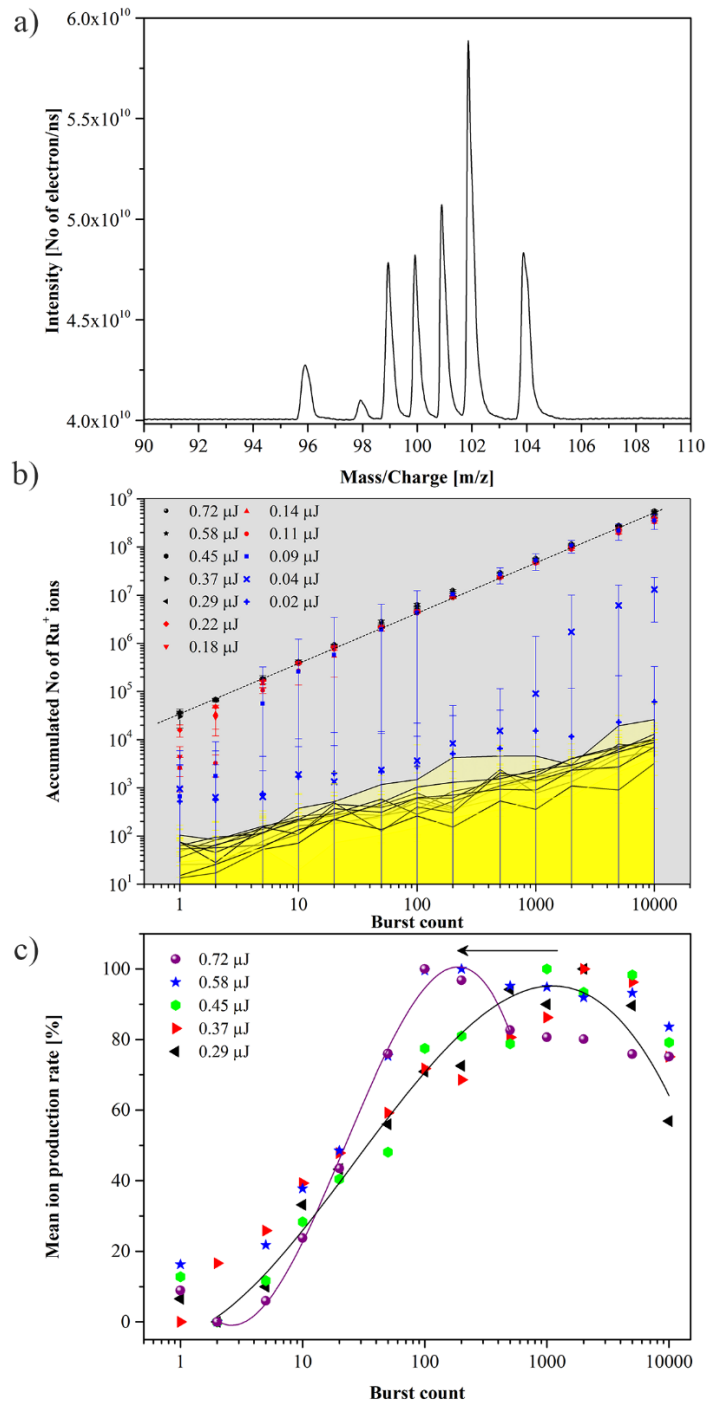 a)
Intensity [No of electron/ns]
6.0x10^10
5.5x10^10
5.0x10^10
4.5x10^10
4.0x10^10
90 92 94 96 98 100 102 104 106 108 110
Mass/Charge [m/z]
b)
Accumulated No of Ru+ ions
10^9
10^8
10^7
10^6
10^5
10^4
10^3
10^2
10^1
0.72 µJ 0.14 µJ
0.58 µJ 0.11 µJ
0.45 µJ 0.09 µJ
0.37 µJ 0.04 µJ
0.29 µJ 0.02 µJ
0.22 µJ
0.18 µJ
1 10 100 1000 10000
Burst count
c)
Mean ion production rate [%]
100
80
60
40
20
0
0.72 µJ
0.58 µJ
0.45 µJ
0.37 µJ
0.29 µJ
1 10 100 1000 10000
Burst count